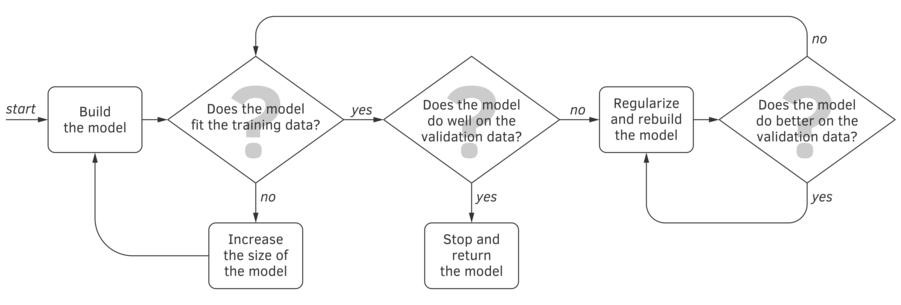 start
Build
the model
Does the model
fit the training data?
yes
no
Increase
the size of
the model
Does the model
do well on the
validation data?
no
yes
Stop and
return
the model
Regularize
and rebuild
the model
Does the model
do better on the
validation data?
no
yes
?
?
?